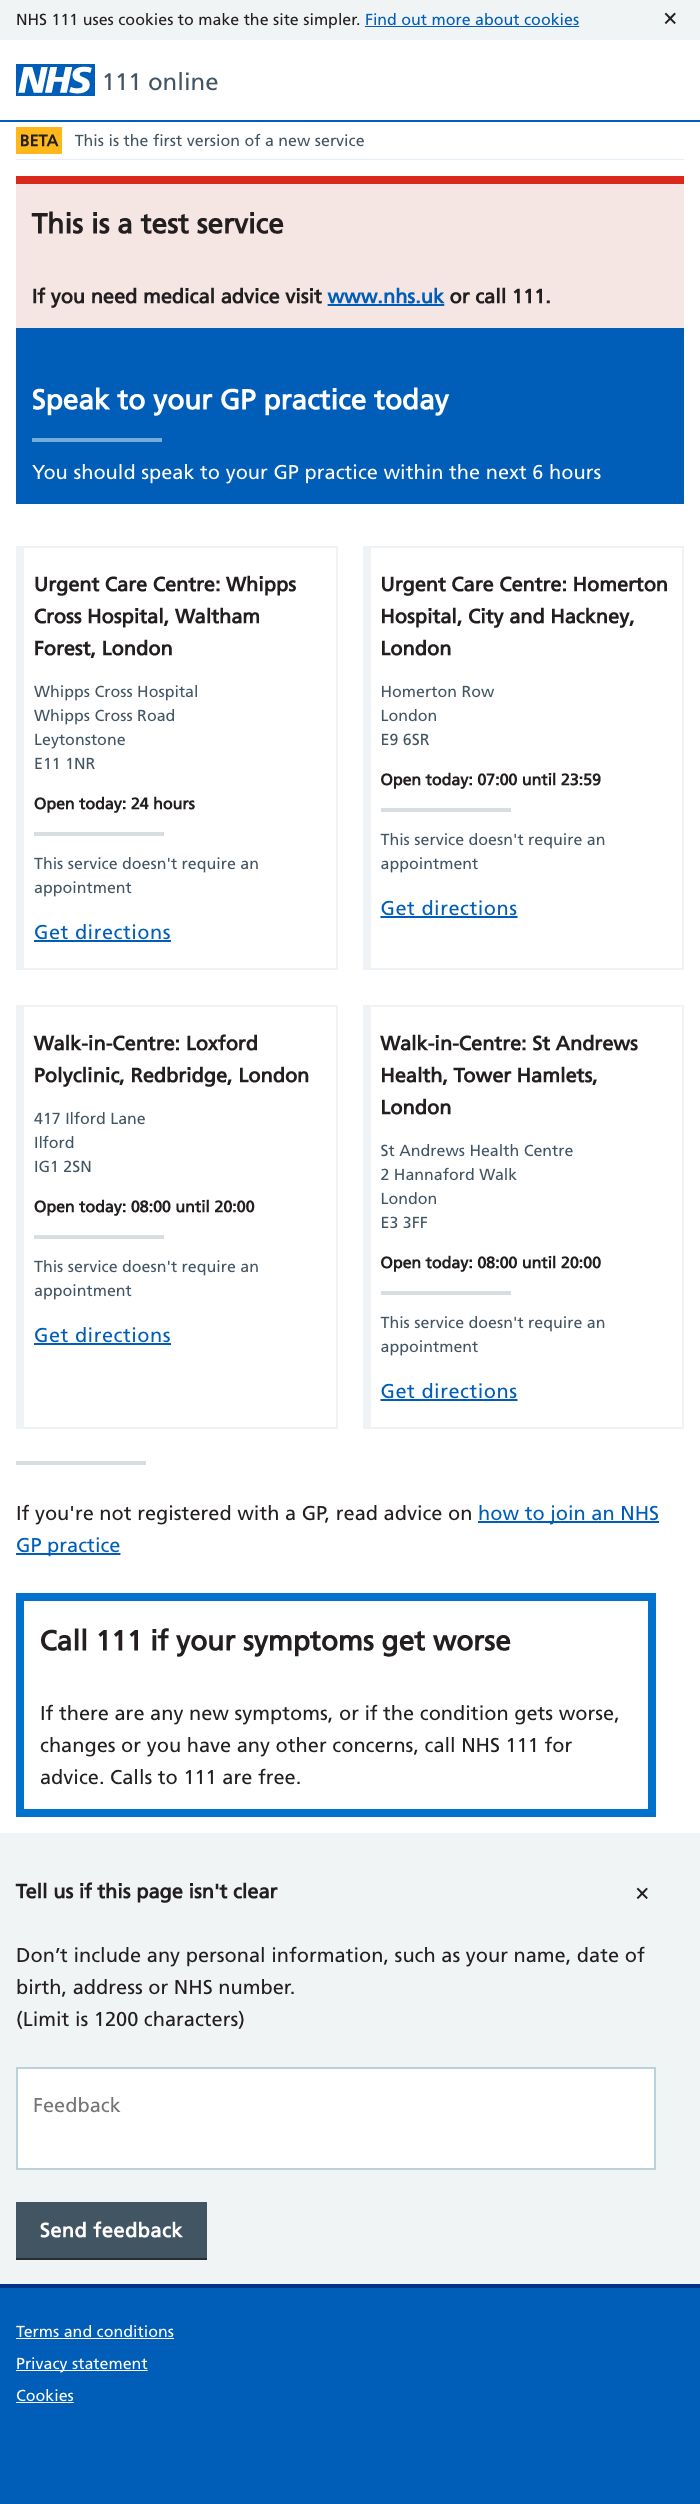 NHS 111 uses cookies to make the site simpler. Find out more about cookies ✕
NHS 111 online
BETA This is the first version of a new service
This is a test service
If you need medical advice visit www.nhs.uk or call 111.
Speak to your GP practice today
You should speak to your GP practice within the next 6 hours
Urgent Care Centre: Whipps
Cross Hospital, Waltham
Forest, London
Whipps Cross Hospital
Whipps Cross Road
Leytonstone
E11 1NR
Open today: 24 hours
This service doesn't require an
appointment
Get directions
Urgent Care Centre: Homerton
Hospital, City and Hackney,
London
Homerton Row
London
E9 6SR
Open today: 07:00 until 23:59
This service doesn't require an
appointment
Get directions
Walk-in-Centre: Loxford
Polyclinic, Redbridge, London
417 Ilford Lane
Ilford
IG1 2SN
Open today: 08:00 until 20:00
This service doesn't require an
appointment
Get directions
Walk-in-Centre: St Andrews
Health, Tower Hamlets,
London
St Andrews Health Centre
2 Hannaford Walk
London
E3 3FF
Open today: 08:00 until 20:00
This service doesn't require an
appointment
Get directions
If you're not registered with a GP, read advice on how to join an NHS
GP practice
Call 111 if your symptoms get worse
If there are any new symptoms, or if the condition gets worse,
changes or you have any other concerns, call NHS 111 for
advice. Calls to 111 are free.
Tell us if this page isn't clear ✕
Don’t include any personal information, such as your name, date of
birth, address or NHS number.
(Limit is 1200 characters)
Feedback
Send feedback
Terms and conditions
Privacy statement
Cookies